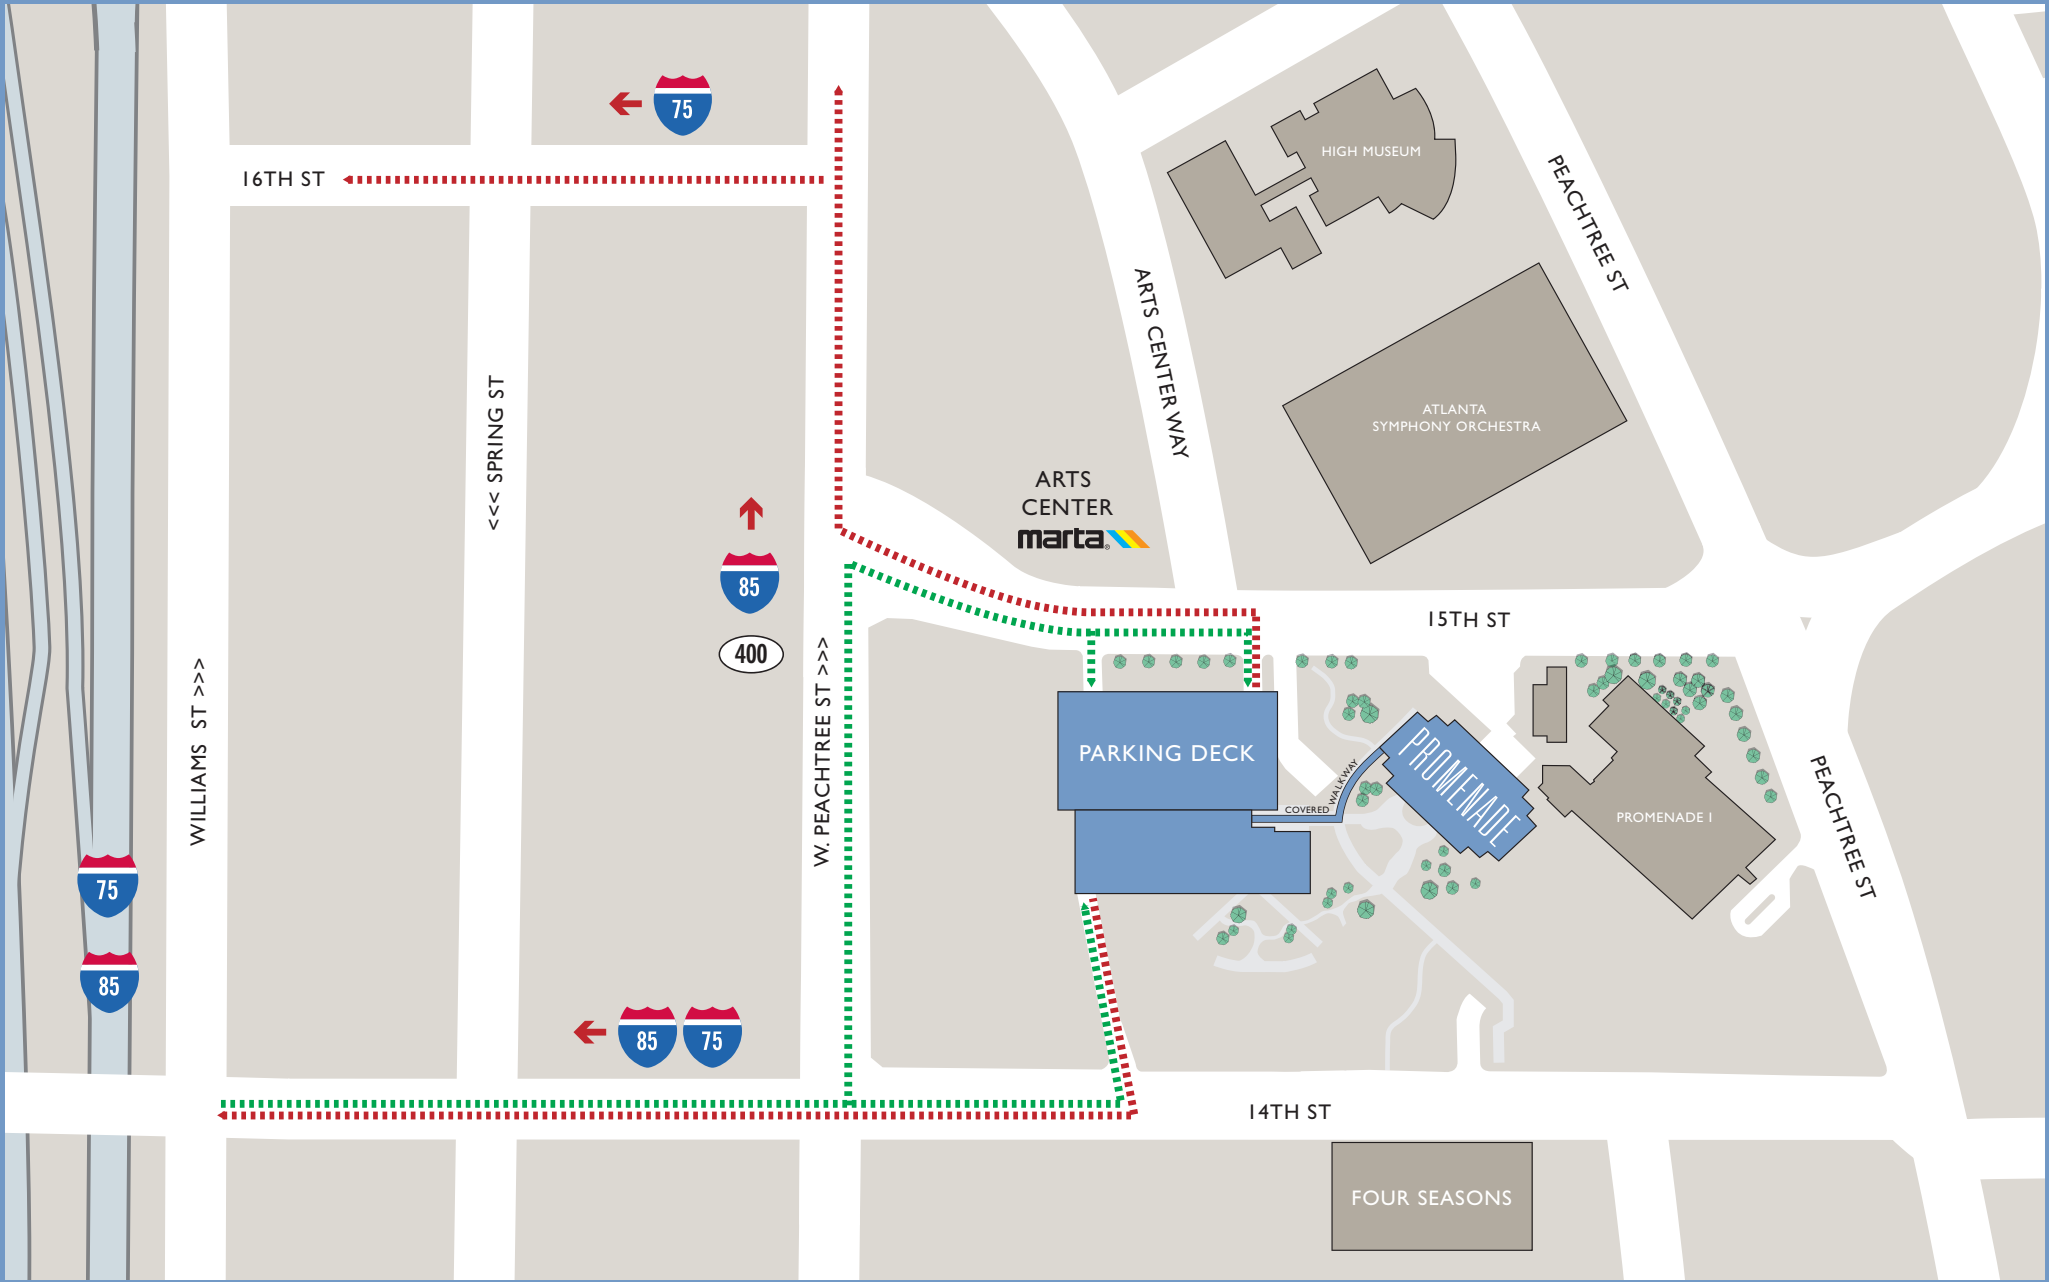 75
HIGH MUSEUM
16TH ST
PEACHTREE ST
ARTS CENTER WAY
ATLANTA
SYMPHONY ORCHESTRA
<<< SPRING ST
ARTS
CENTER
marta®
85
400
15TH ST
WILLIAMS ST >>>
W. PEACHTREE ST >>>
PARKING DECK
PROMENADE
COVERED WALKWAY
PROMENADE I
PEACHTREE ST
75
85
85
75
14TH ST
FOUR SEASONS